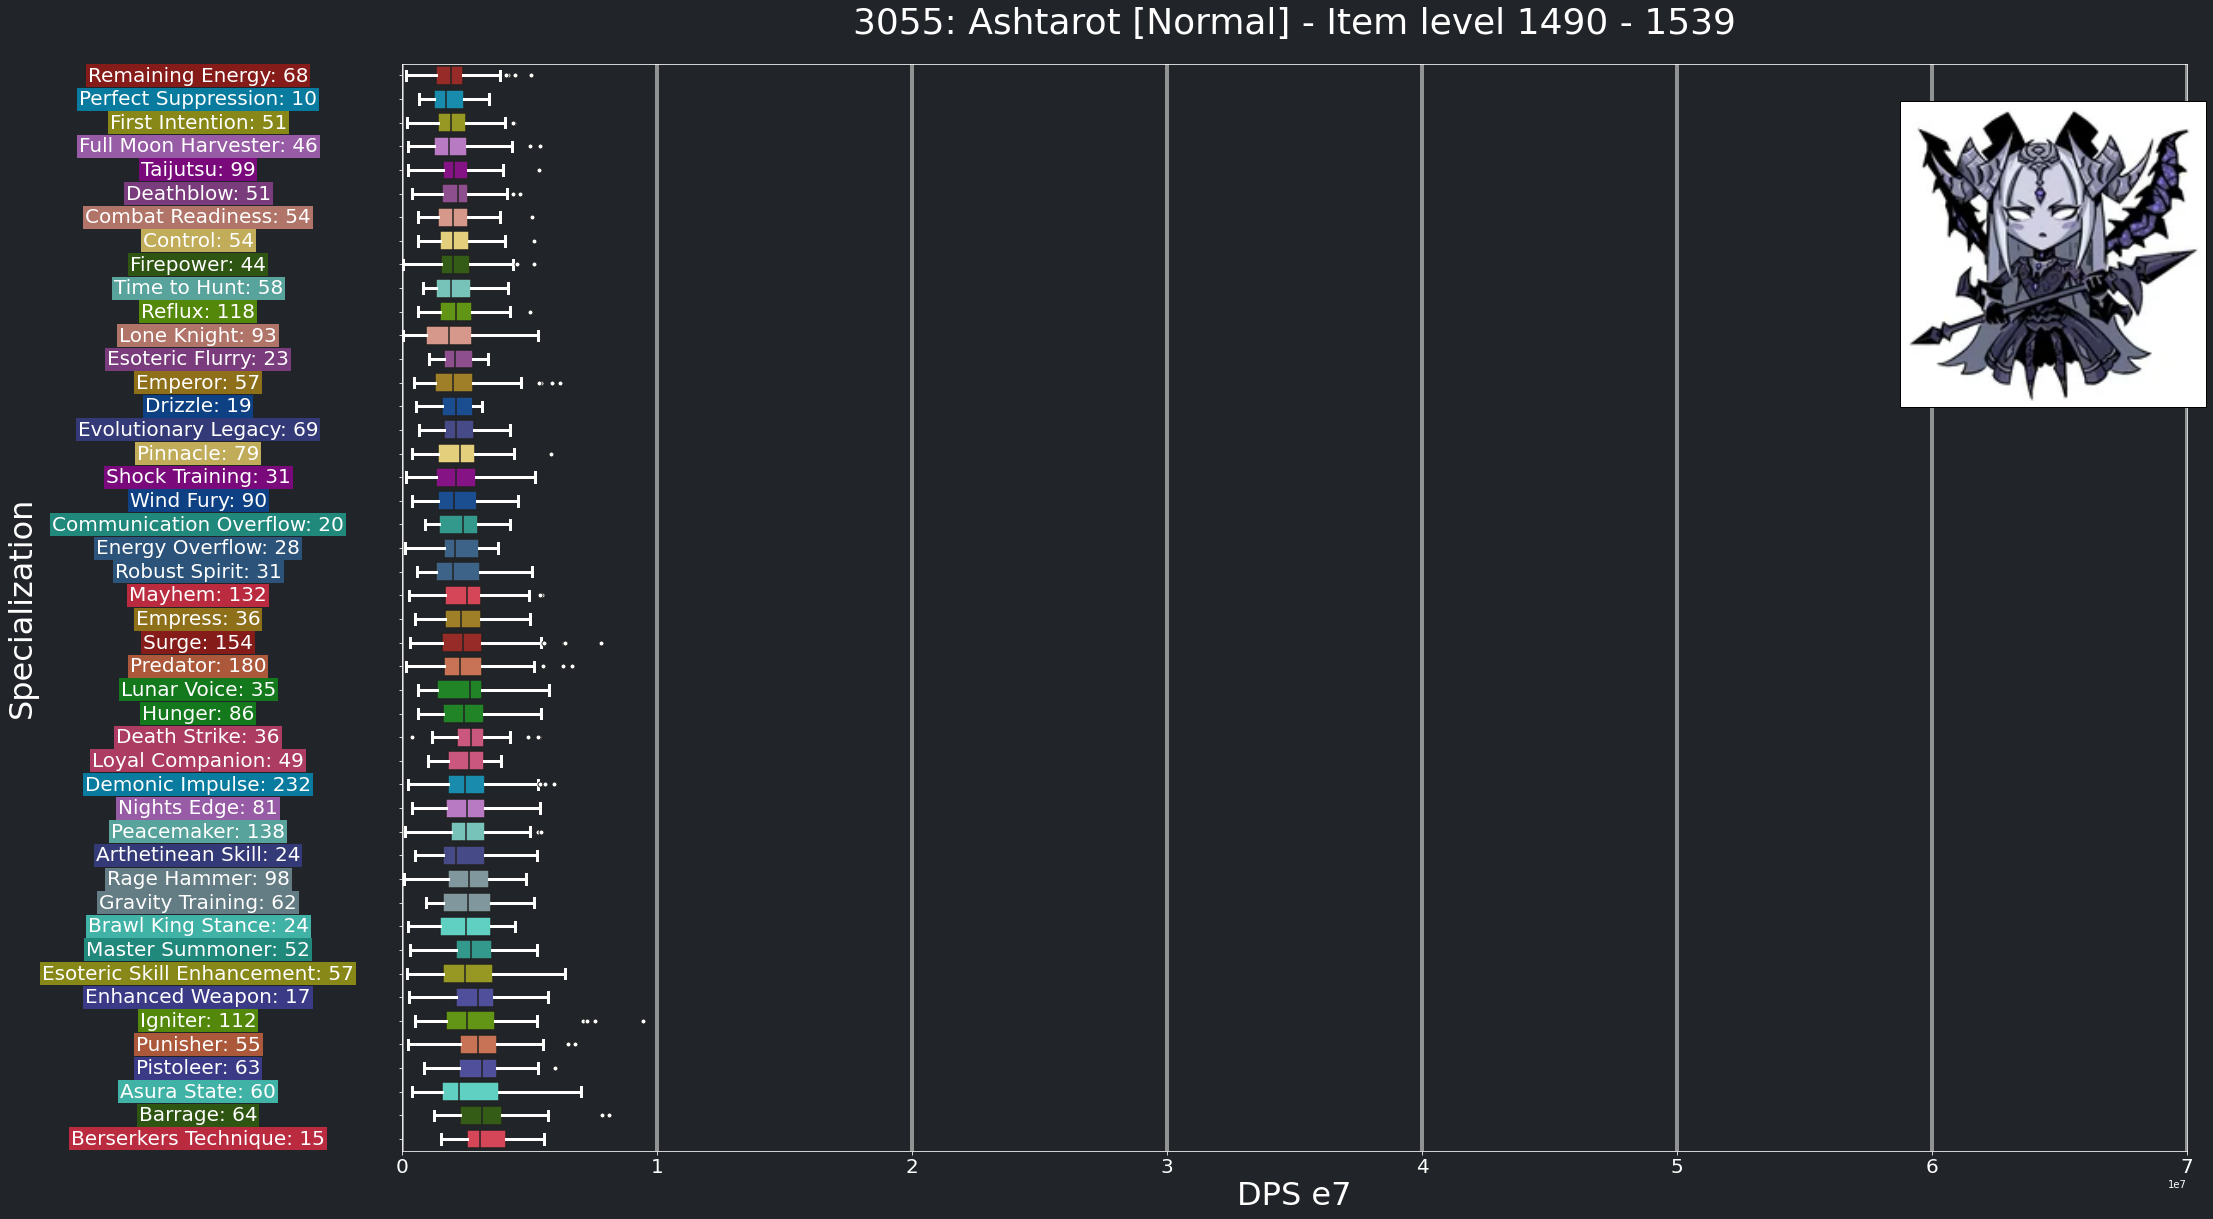 3055: Ashtarot [Normal] - Item level 1490 - 1539
Specialization
Remaining Energy: 68
Perfect Suppression: 10
First Intention: 51
Full Moon Harvester: 46
Taijutsu: 99
Deathblow: 51
Combat Readiness: 54
Control: 54
Firepower: 44
Time to Hunt: 58
Reflux: 118
Lone Knight: 93
Esoteric Flurry: 23
Emperor: 57
Drizzle: 19
Evolutionary Legacy: 69
Pinnacle: 79
Shock Training: 31
Wind Fury: 90
Communication Overflow: 20
Energy Overflow: 28
Robust Spirit: 31
Mayhem: 132
Empress: 36
Surge: 154
Predator: 180
Lunar Voice: 35
Hunger: 86
Death Strike: 36
Loyal Companion: 49
Demonic Impulse: 232
Nights Edge: 81
Peacemaker: 138
Arthetinean Skill: 24
Rage Hammer: 98
Gravity Training: 62
Brawl King Stance: 24
Master Summoner: 52
Esoteric Skill Enhancement: 57
Enhanced Weapon: 17
Igniter: 112
Punisher: 55
Pistoleer: 63
Asura State: 60
Barrage: 64
Berserkers Technique: 15
0 1 2 3 4 5 6 7
1e7
DPS e7